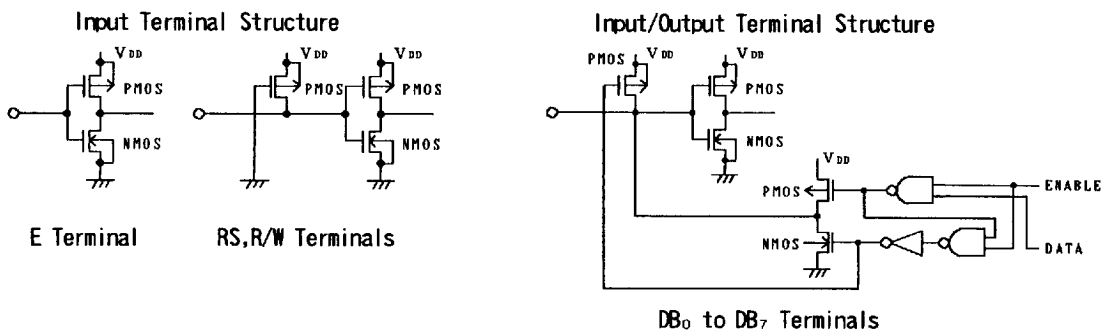 Input Terminal Structure
Input/Output Terminal Structure
VDD
PMOS
NMOS
E Terminal
VDD
PMOS
VDD
PMOS
NMOS
RS,R/W Terminals
PMOS
VDD
VDD
PMOS
NMOS
VDD
PMOS
NMOS
ENABLE
DATA
DB0 to DB7 Terminals